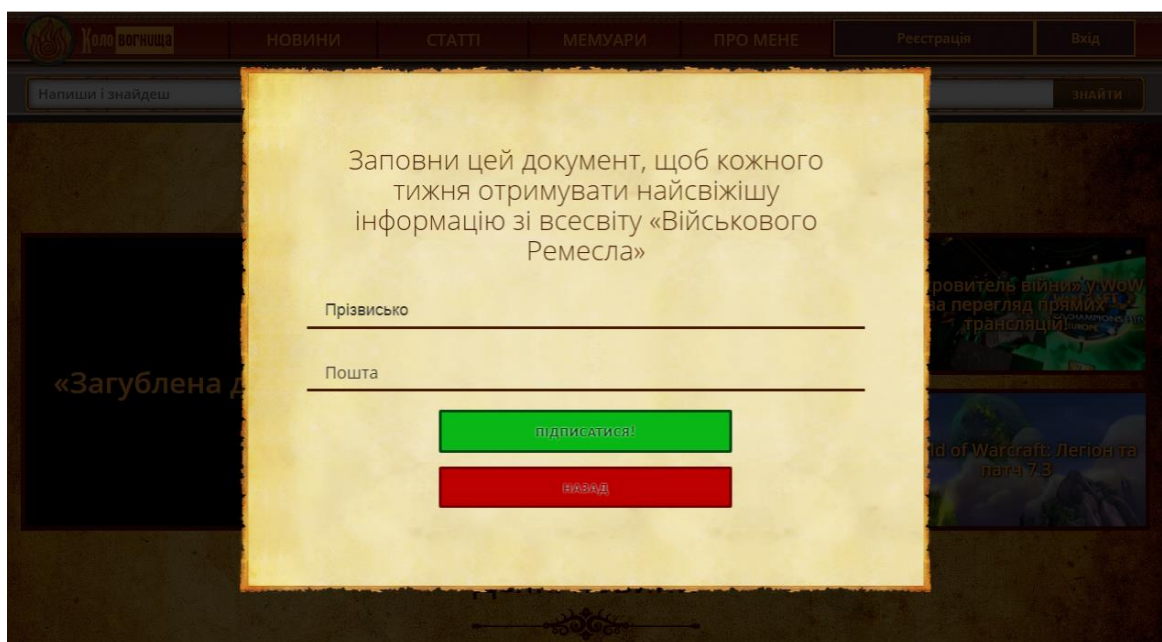 Коло вогнища
НОВИНИ
СТАТТІ
МЕМУАРИ
ПРО МЕНЕ
Реєстрація
Вхід
Напиши і знайдеш
ЗНАЙТИ
Заповни цей документ, щоб кожного
тижня отримувати найсвіжішу
інформацію зі всесвіту «Військового
Ремесла»
Прізвисько
Пошта
ПІДПИСАТИСЯ!
НАЗАД
«Загублена
війни» у WoW
за перегляд прямих
трансляцій!
of Warcraft: Легіон та
патч 7.3